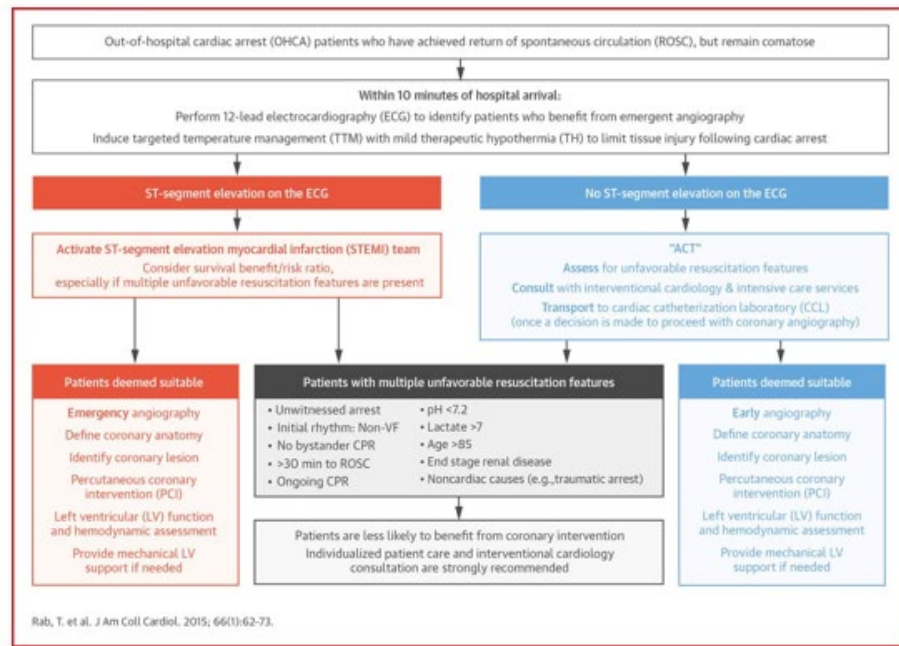 Out-of-hospital cardiac arrest (OHCA) patients who have achieved return of spontaneous circulation (ROSC), but remain comatose
Within 10 minutes of hospital arrival:
Perform 12-lead electrocardiography (ECG) to identify patients who benefit from emergent angiography
Induce targeted temperature management (TTM) with mild therapeutic hypothermia (TH) to limit tissue injury following cardiac arrest
ST-segment elevation on the ECG
No ST-segment elevation on the ECG
Activate ST-segment elevation myocardial infarction (STEMI) team
Consider survival benefit/risk ratio,
especially if multiple unfavorable resuscitation features are present
"ACT"
Assess for unfavorable resuscitation features
Consult with interventional cardiology & intensive care services
Transport to cardiac catheterization laboratory (CCL)
(once a decision is made to proceed with coronary angiography)
Patients deemed suitable
Emergency angiography
Define coronary anatomy
Identify coronary lesion
Percutaneous coronary
intervention (PCI)
Left ventricular (LV) function
and hemodynamic assessment
Provide mechanical LV
support if needed
Patients with multiple unfavorable resuscitation features
• Unwitnessed arrest
• Initial rhythm: Non-VF
• No bystander CPR
• >30 min to ROSC
• Ongoing CPR
• pH <7.2
• Lactate >7
• Age >85
• End stage renal disease
• Noncardiac causes (e.g.,traumatic arrest)
Patients are less likely to benefit from coronary intervention
Individualized patient care and interventional cardiology
consultation are strongly recommended
Patients deemed suitable
Early angiography
Define coronary anatomy
Identify coronary lesion
Percutaneous coronary
intervention (PCI)
Left ventricular (LV) function
and hemodynamic assessment
Provide mechanical LV
support if needed
Rab, T. et al. J Am Coll Cardiol. 2015; 66(1):62-73.